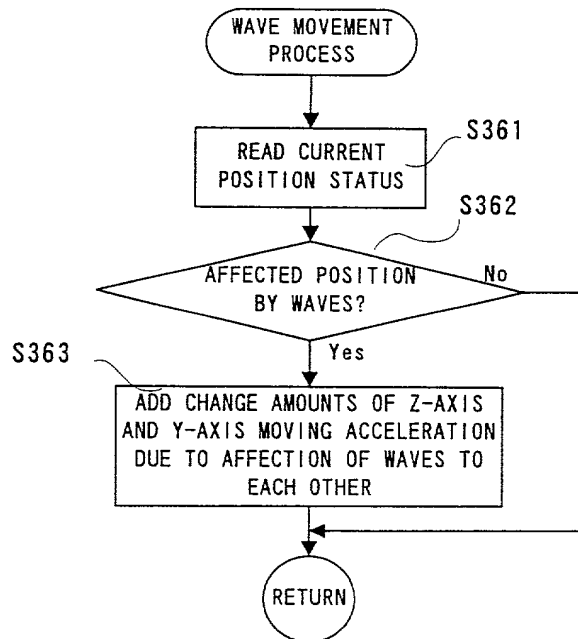 WAVE MOVEMENT
PROCESS
S361
READ CURRENT
POSITION STATUS
S362
AFFECTED POSITION
BY WAVES?
No
Yes
S363
ADD CHANGE AMOUNTS OF Z-AXIS
AND Y-AXIS MOVING ACCELERATION
DUE TO AFFECTION OF WAVES TO
EACH OTHER
RETURN